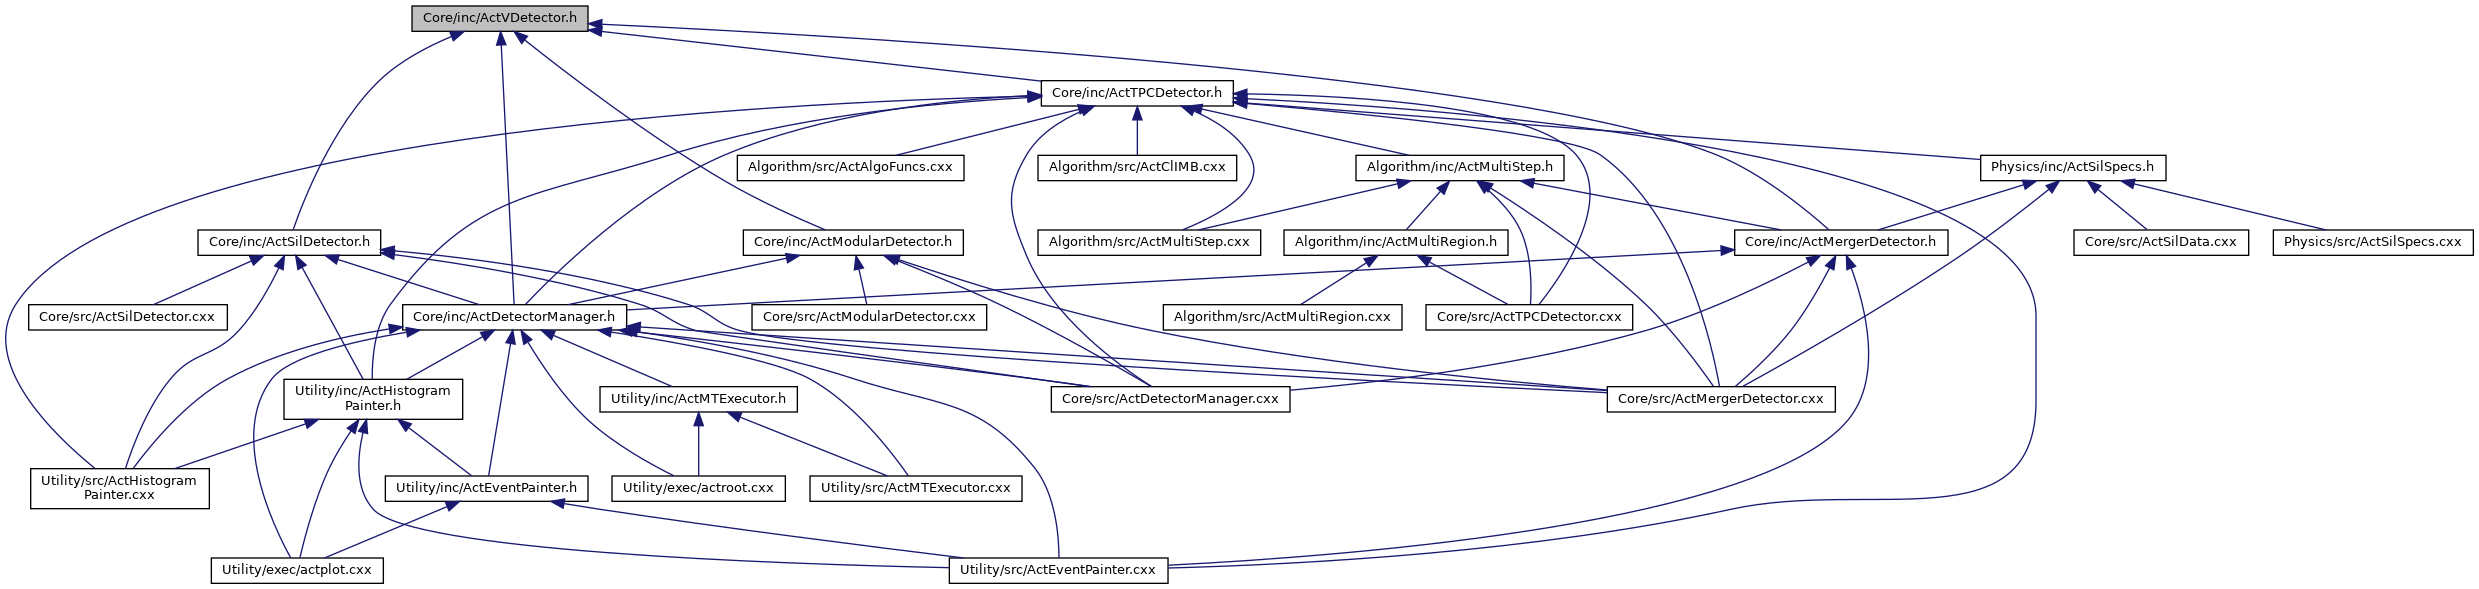 Core/inc/ActVDetector.h
Core/inc/ActTPCDetector.h
Algorithm/src/ActAlgoFuncs.cxx
Algorithm/src/ActClIMB.cxx
Algorithm/inc/ActMultiStep.h
Physics/inc/ActSilSpecs.h
Core/inc/ActSilDetector.h
Core/inc/ActModularDetector.h
Algorithm/src/ActMultiStep.cxx
Algorithm/inc/ActMultiRegion.h
Core/inc/ActMergerDetector.h
Core/src/ActSilData.cxx
Physics/src/ActSilSpecs.cxx
Core/src/ActSilDetector.cxx
Core/inc/ActDetectorManager.h
Core/src/ActModularDetector.cxx
Algorithm/src/ActMultiRegion.cxx
Core/src/ActTPCDetector.cxx
Utility/inc/ActHistogram
Painter.h
Utility/inc/ActMTExecutor.h
Core/src/ActDetectorManager.cxx
Core/src/ActMergerDetector.cxx
Utility/src/ActHistogram
Painter.cxx
Utility/inc/ActEventPainter.h
Utility/exec/actroot.cxx
Utility/src/ActMTExecutor.cxx
Utility/exec/actplot.cxx
Utility/src/ActEventPainter.cxx